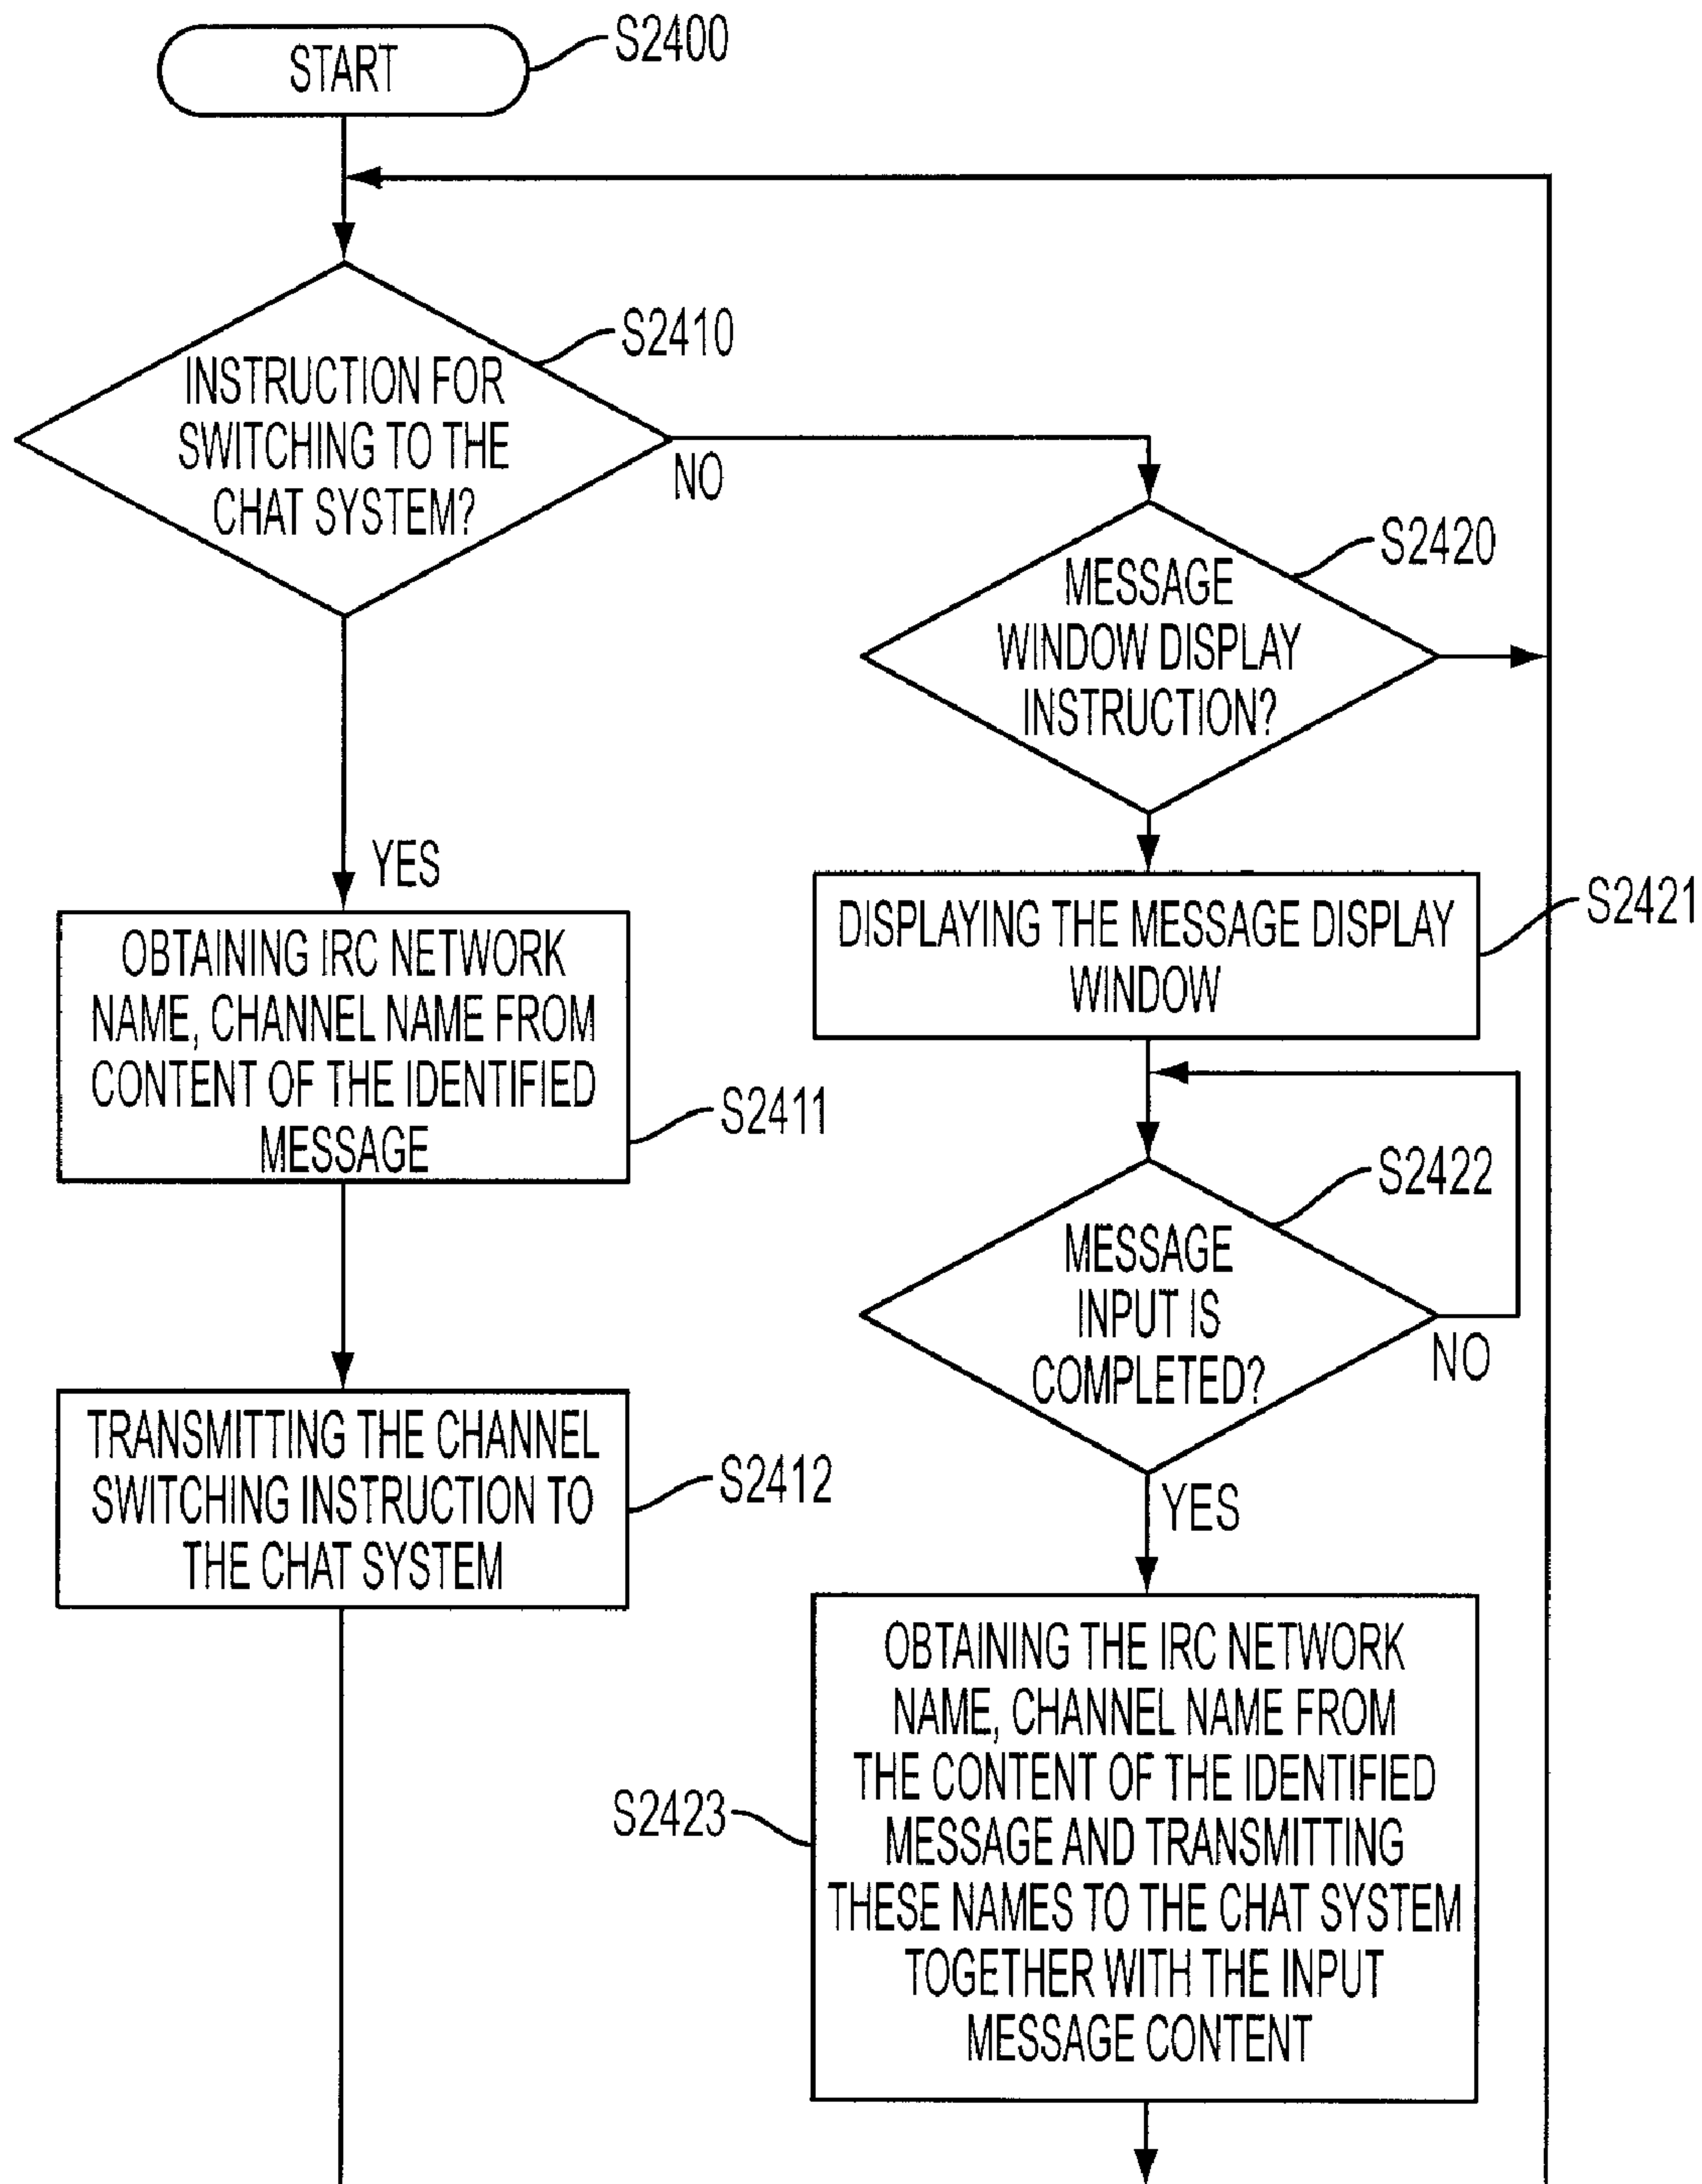 START
S2400
INSTRUCTION FOR
SWITCHING TO THE
CHAT SYSTEM?
S2410
NO
YES
MESSAGE
WINDOW DISPLAY
INSTRUCTION?
S2420
OBTAINING IRC NETWORK
NAME, CHANNEL NAME FROM
CONTENT OF THE IDENTIFIED
MESSAGE
S2411
DISPLAYING THE MESSAGE DISPLAY
WINDOW
S2421
MESSAGE
INPUT IS
COMPLETED?
S2422
NO
YES
TRANSMITTING THE CHANNEL
SWITCHING INSTRUCTION TO
THE CHAT SYSTEM
S2412
OBTAINING THE IRC NETWORK
NAME, CHANNEL NAME FROM
THE CONTENT OF THE IDENTIFIED
MESSAGE AND TRANSMITTING
THESE NAMES TO THE CHAT SYSTEM
TOGETHER WITH THE INPUT
MESSAGE CONTENT
S2423